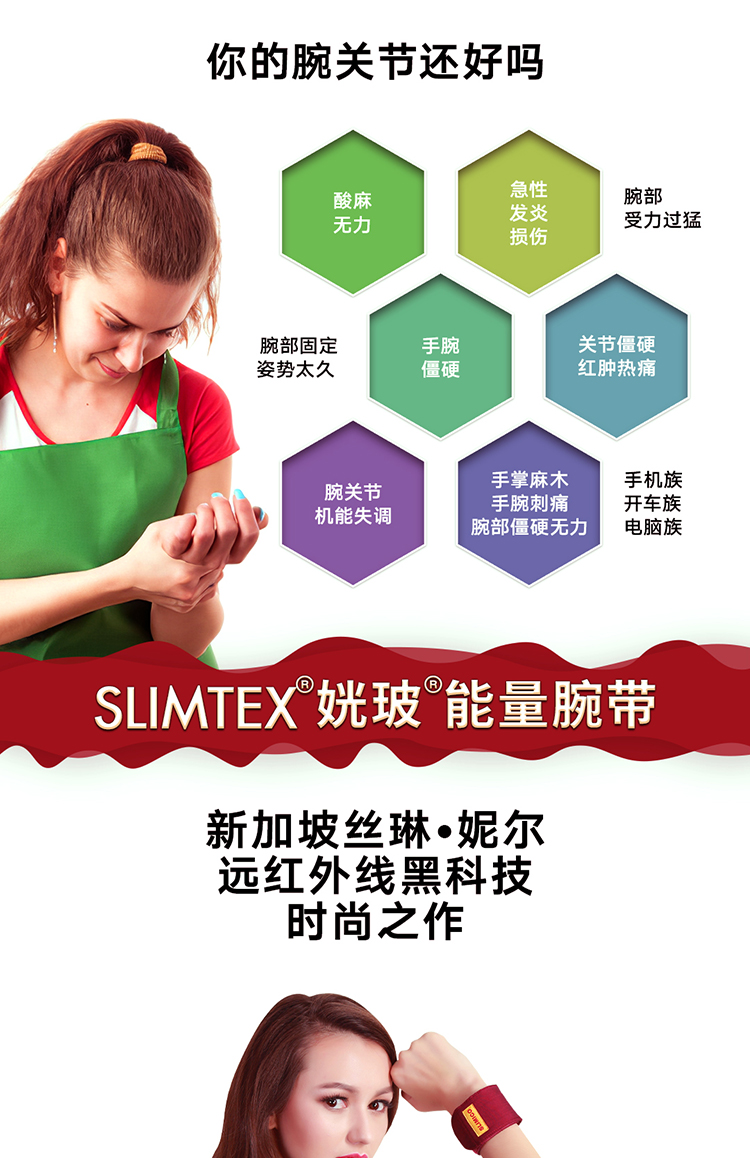 你的腕关节还好吗
酸麻
无力
急性
发炎
损伤
腕部
受力过猛
腕部固定
姿势太久
手腕
僵硬
关节僵硬
红肿热痛
腕关节
机能失调
手掌麻木
手腕刺痛
腕部僵硬无力
手机族
开车族
电脑族
SLIMTEX®姯玻®能量腕带
新加坡丝琳•妮尔
远红外线黑科技
时尚之作
SLIMICO